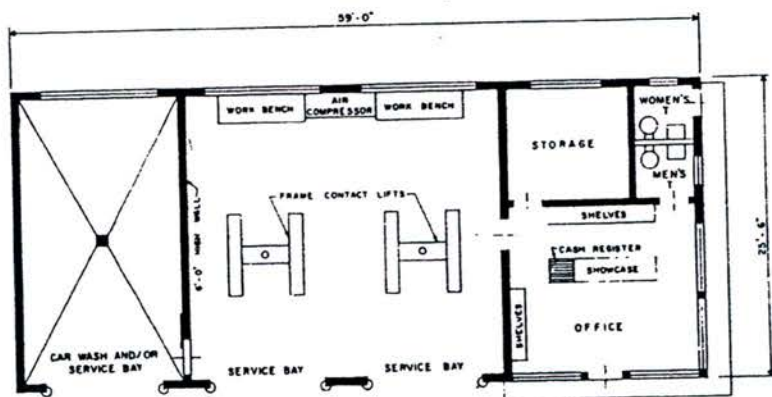 59'-0"
WORK BENCH
AIR
COMPRESSOR
WORK BENCH
WOMEN'S
T
STORAGE
MEN'S
T
6'-0" HIGH WALL
FRAME CONTACT LIFTS
SHELVES
25'-6"
CASH REGISTER
SHOWCASE
SHELVES
OFFICE
CAR WASH AND/OR
SERVICE BAY
SERVICE BAY
SERVICE BAY